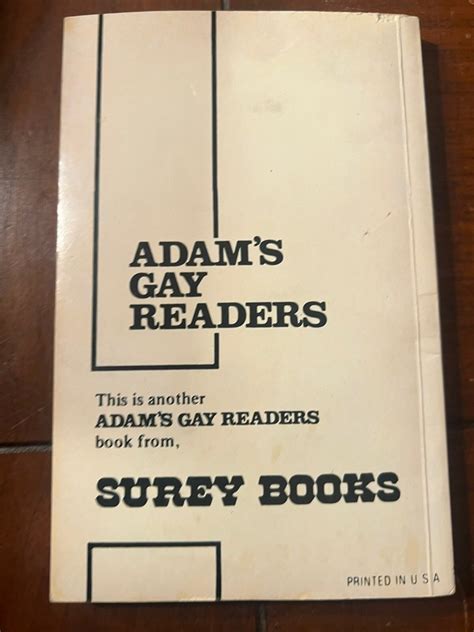 ADAM'S
GAY
READERS
This is another
ADAM'S GAY READERS
book from,
SUREY BOOKS
PRINTED IN U S A